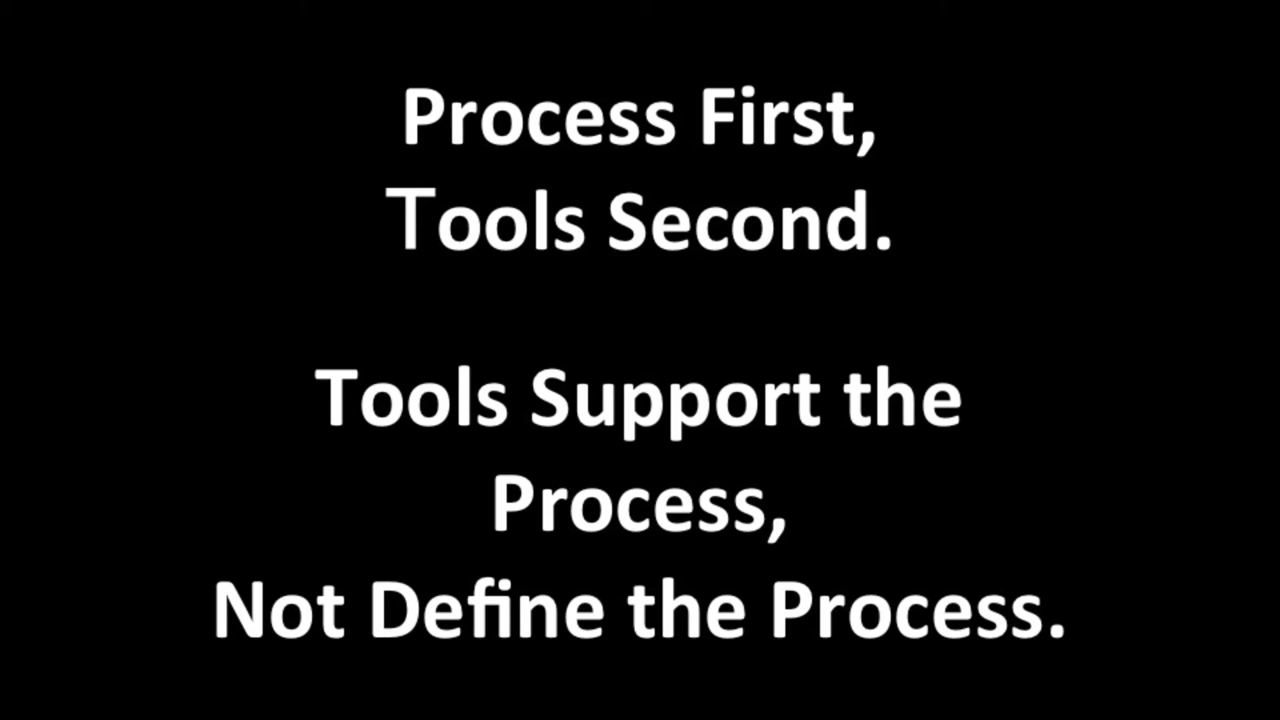 Process First,
Tools Second.
Tools Support the
Process,
Not Define the Process.